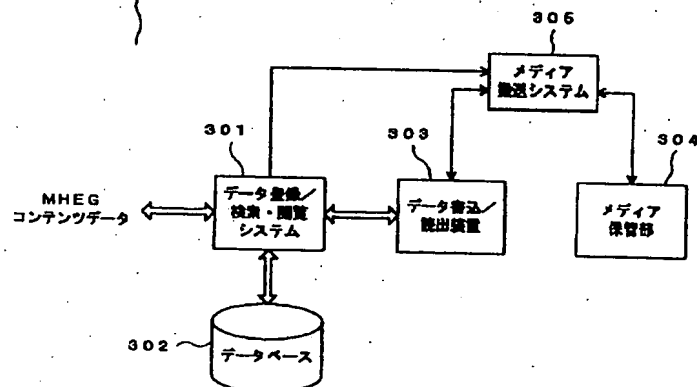 305
メディア
搬送システム
301
303
304
MHEG
コンテンツデータ
データ登録／
検索・閲覧
システム
データ書込／
読出装置
メディア
保管部
302
データベース